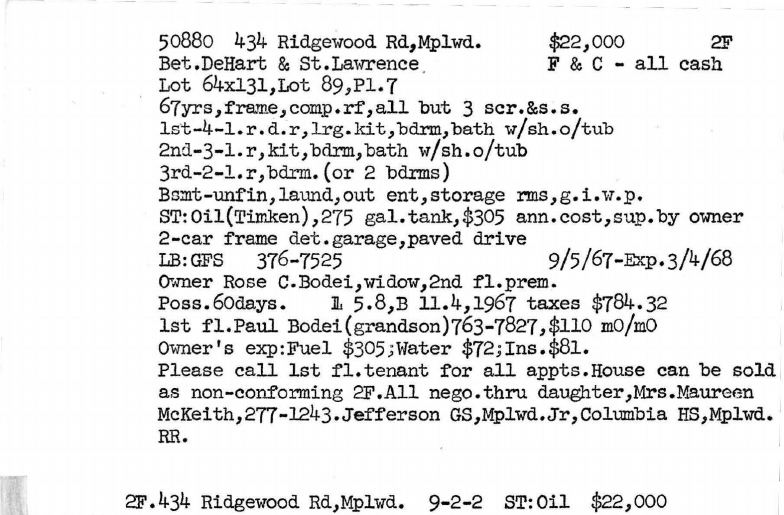 50880 434 Ridgewood Rd,Mplwd. $22,000 2F
Bet.DeHart & St.Lawrence F & C - all cash
Lot 64x131,Lot 89,Pl.7
67yrs,frame,comp.rf,all but 3 scr.&s.s.
1st-4-l.r.d.r,lrg.kit,bdrm,bath w/sh.o/tub
2nd-3-l.r,kit,bdrm,bath w/sh.o/tub
3rd-2-l.r,bdrm.(or 2 bdrms)
Bsmt-unfin,laund,out ent,storage rms,g.i.w.p.
ST:Oil(Timken),275 gal.tank,$305 ann.cost,sup.by owner
2-car frame det.garage,paved drive
LB:GFS 376-7525 9/5/67-Exp.3/4/68
Owner Rose C.Bodei,widow,2nd fl.prem.
Poss.60days. L 5.8,B 11.4,1967 taxes $784.32
1st fl.Paul Bodei(grandson)763-7827,$110 mO/mO
Owner's exp:Fuel $305;Water $72;Ins.$81.
Please call 1st fl.tenant for all appts.House can be sold
as non-conforming 2F.All nego.thru daughter,Mrs.Maureen
McKeith,277-1243.Jefferson GS,Mplwd.Jr,Columbia HS,Mplwd.
RR.
2F.434 Ridgewood Rd,Mplwd. 9-2-2 ST:Oil $22,000